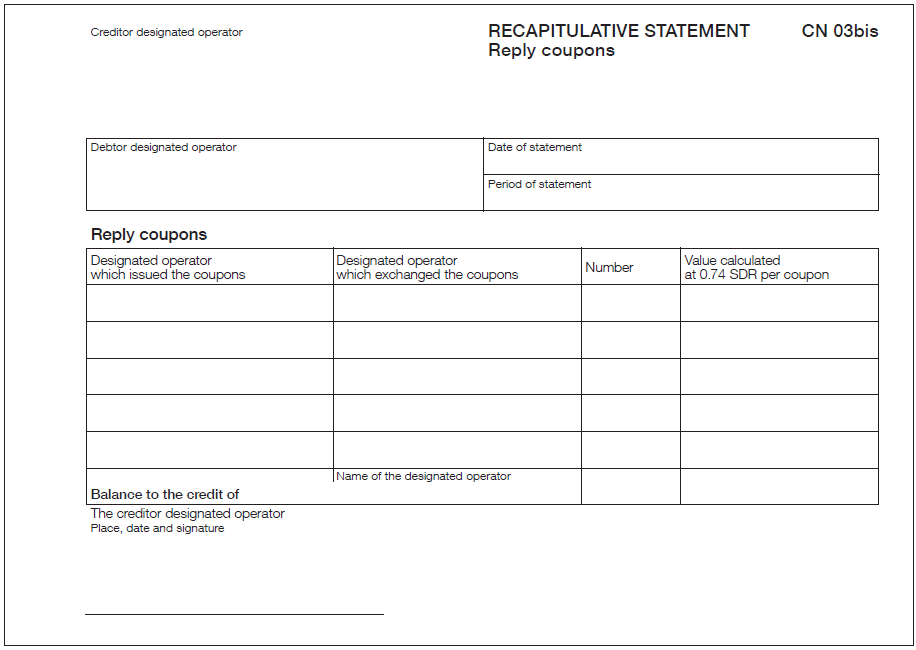 Creditor designated operator
RECAPITULATIVE STATEMENT CN 03bis
Reply coupons
Debtor designated operator
Date of statement
Period of statement
Reply coupons
Designated operator
which issued the coupons
Designated operator
which exchanged the coupons
Number
Value calculated
at 0.74 SDR per coupon
Name of the designated operator
Balance to the credit of
The creditor designated operator
Place, date and signature